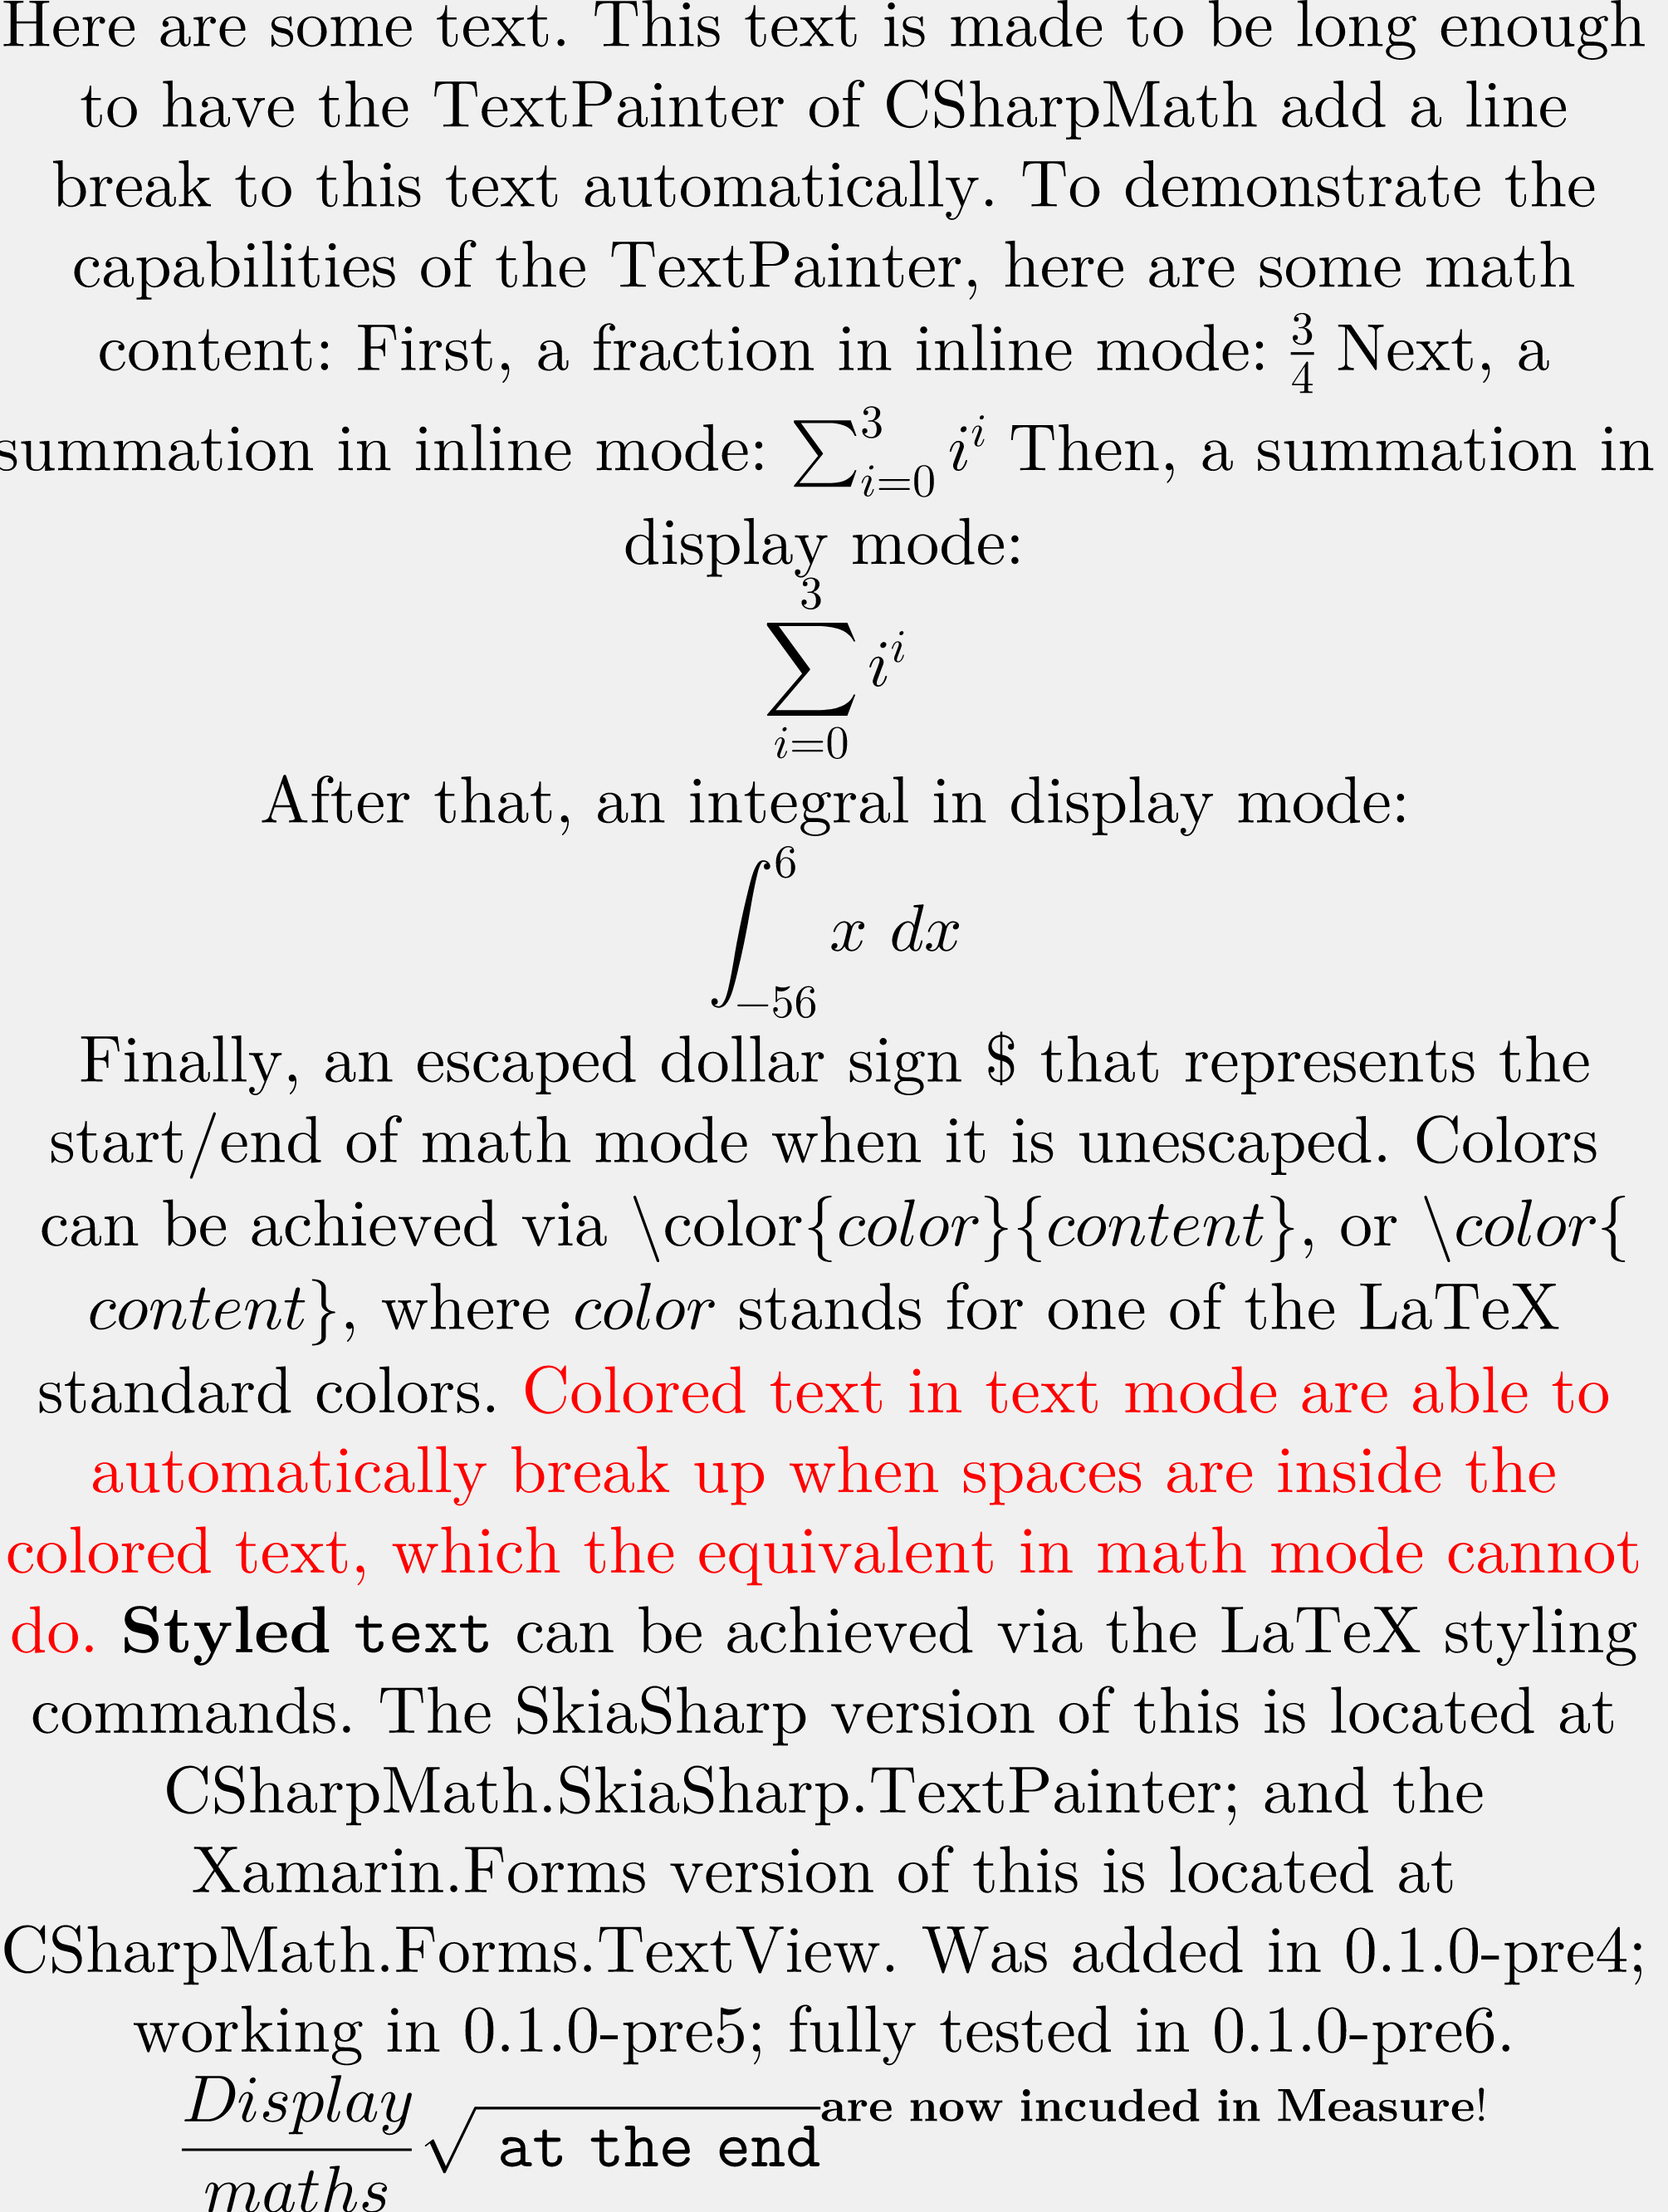 Here are some text. This text is made to be long enough
to have the TextPainter of CSharpMath add a line
break to this text automatically. To demonstrate the
capabilities of the TextPainter, here are some math
content: First, a fraction in inline mode: 3/4 Next, a
summation in inline mode: ∑_{i=0}^{3} i^i Then, a summation in
display mode:
∑_{i=0}^{3} i^i
After that, an integral in display mode:
∫_{-56}^{6} x dx
Finally, an escaped dollar sign $ that represents the
start/end of math mode when it is unescaped. Colors
can be achieved via \color{color}{content}, or \color{
content}, where color stands for one of the LaTeX
standard colors. Colored text in text mode are able to
automatically break up when spaces are inside the
colored text, which the equivalent in math mode cannot
do. Styled text can be achieved via the LaTeX styling
commands. The SkiaSharp version of this is located at
CSharpMath.SkiaSharp.TextPainter; and the
Xamarin.Forms version of this is located at
CSharpMath.Forms.TextView. Was added in 0.1.0-pre4;
working in 0.1.0-pre5; fully tested in 0.1.0-pre6.
Display/maths √(at the end)^{are now incuded in Measure!}